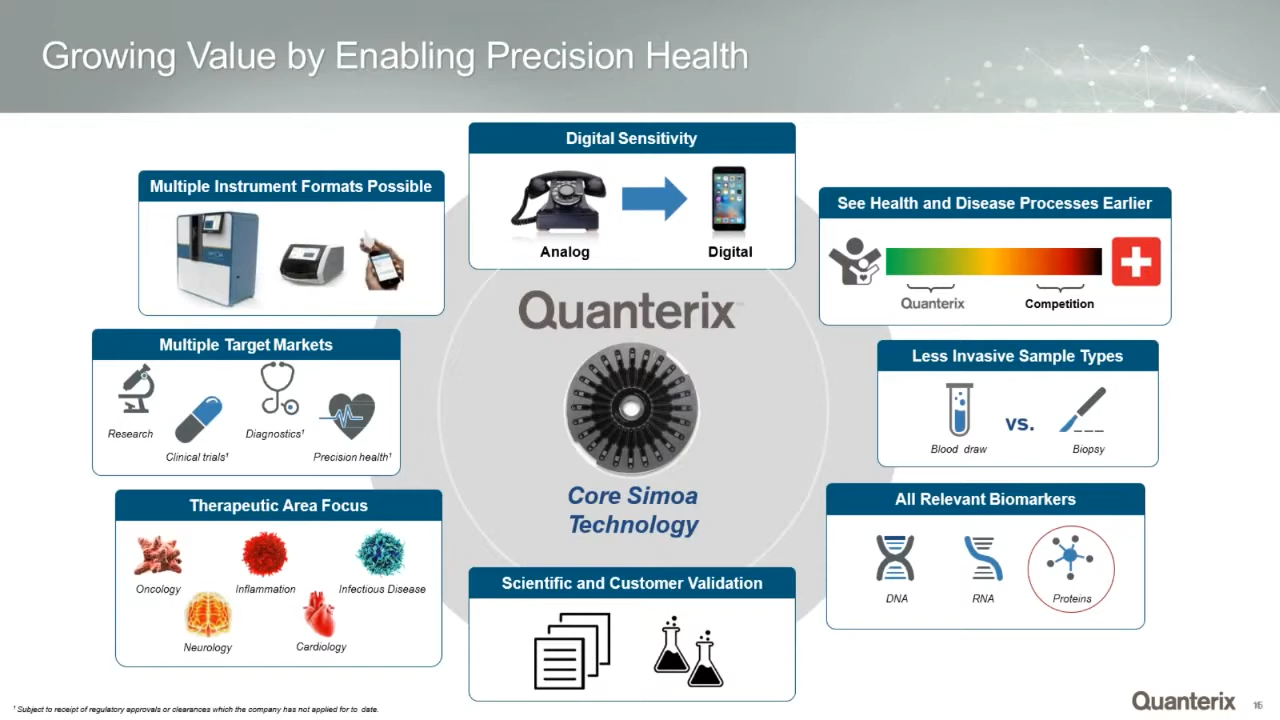 Growing Value by Enabling Precision Health
Digital Sensitivity
Analog
Digital
Multiple Instrument Formats Possible
See Health and Disease Processes Earlier
Quanterix
Competition
Quanterix™
Core Simoa
Technology
Multiple Target Markets
Research
Clinical trials¹
Diagnostics¹
Precision health¹
Less Invasive Sample Types
Blood draw
vs.
Biopsy
Therapeutic Area Focus
Oncology
Inflammation
Infectious Disease
Neurology
Cardiology
All Relevant Biomarkers
DNA
RNA
Proteins
Scientific and Customer Validation
¹ Subject to receipt of regulatory approvals or clearances which the company has not applied for to date.
Quanterix